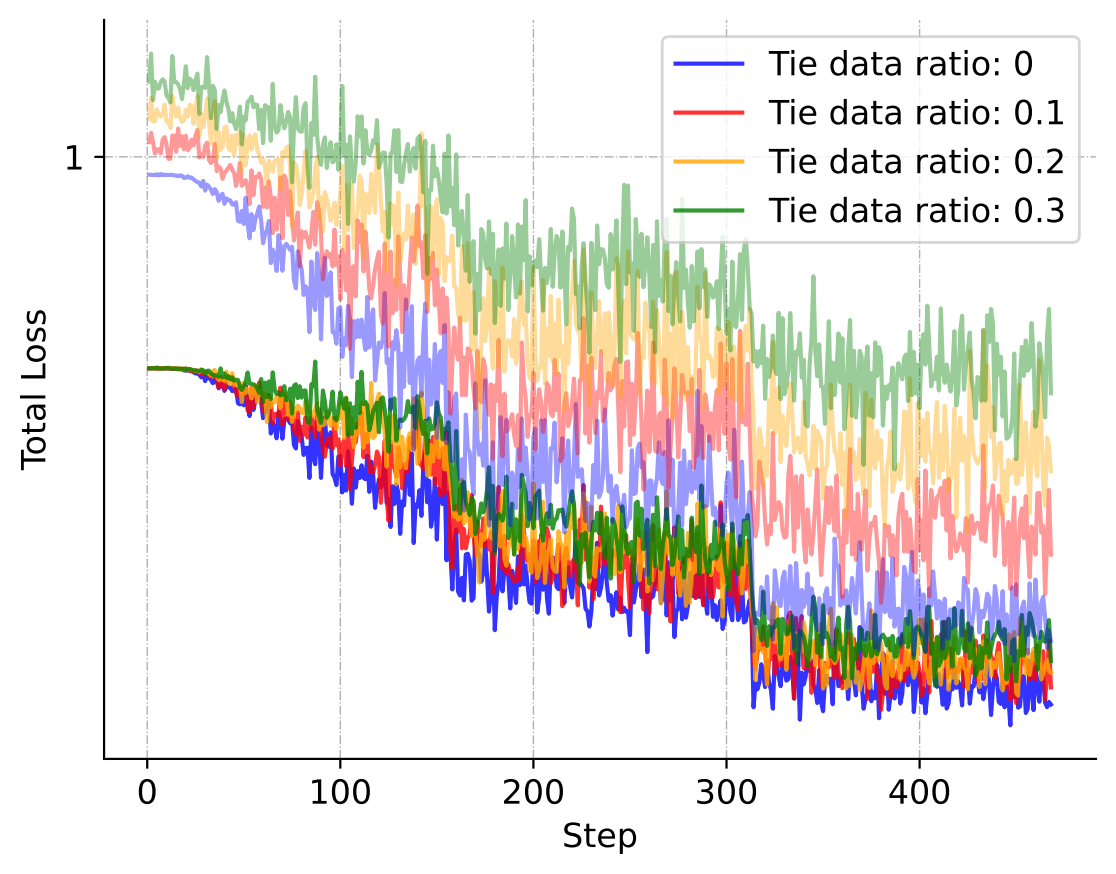 Tie data ratio: 0
Tie data ratio: 0.1
Tie data ratio: 0.2
Tie data ratio: 0.3
1
Total Loss
0 100 200 300 400
Step